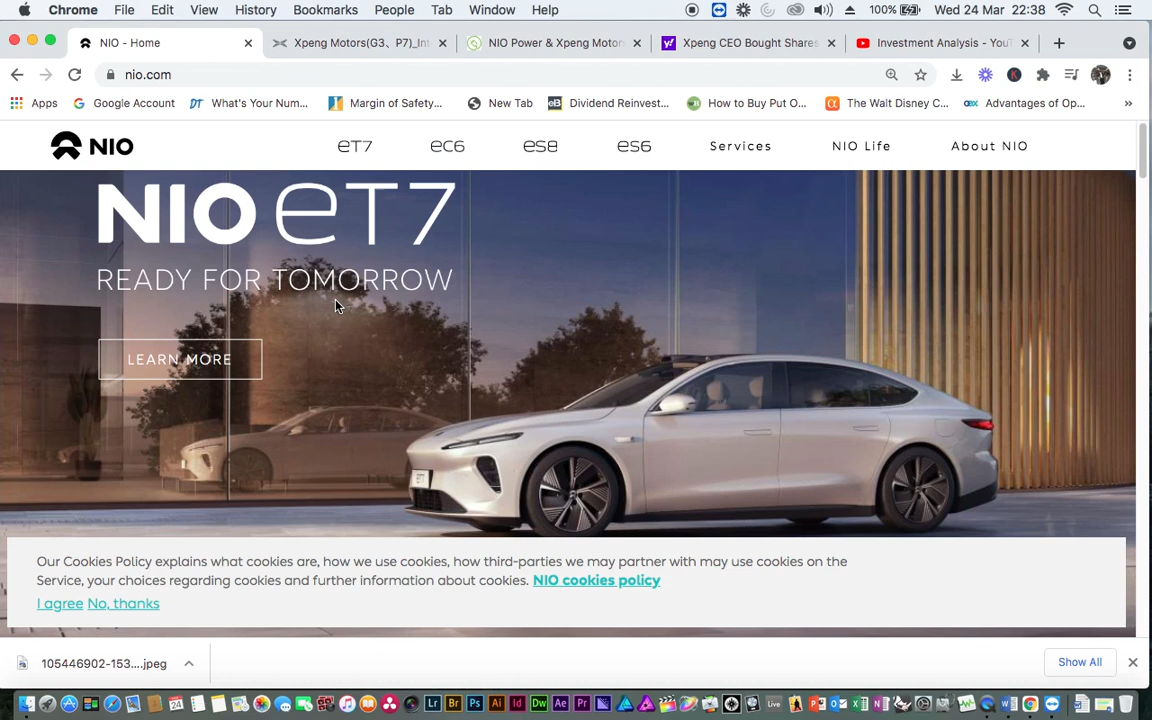 Chrome File Edit View History Bookmarks People Tab Window Help 100% Wed 24 Mar 22:38
NIO - Home Xpeng Motors(G3、P7)_Int NIO Power & Xpeng Motor Xpeng CEO Bought Shares Investment Analysis - YouT
nio.com
Apps Google Account What's Your Num... Margin of Safety... New Tab Dividend Reinvest... How to Buy Put O... The Walt Disney C... Advantages of Op... »
NIO eT7 eC6 eS8 eS6 Services NIO Life About NIO
NIO eT7
READY FOR TOMORROW
LEARN MORE
Our Cookies Policy explains what cookies are, how we use cookies, how third-parties we may partner with may use cookies on the
Service, your choices regarding cookies and further information about cookies. NIO cookies policy
I agree No, thanks
105446902-153....jpeg Show All